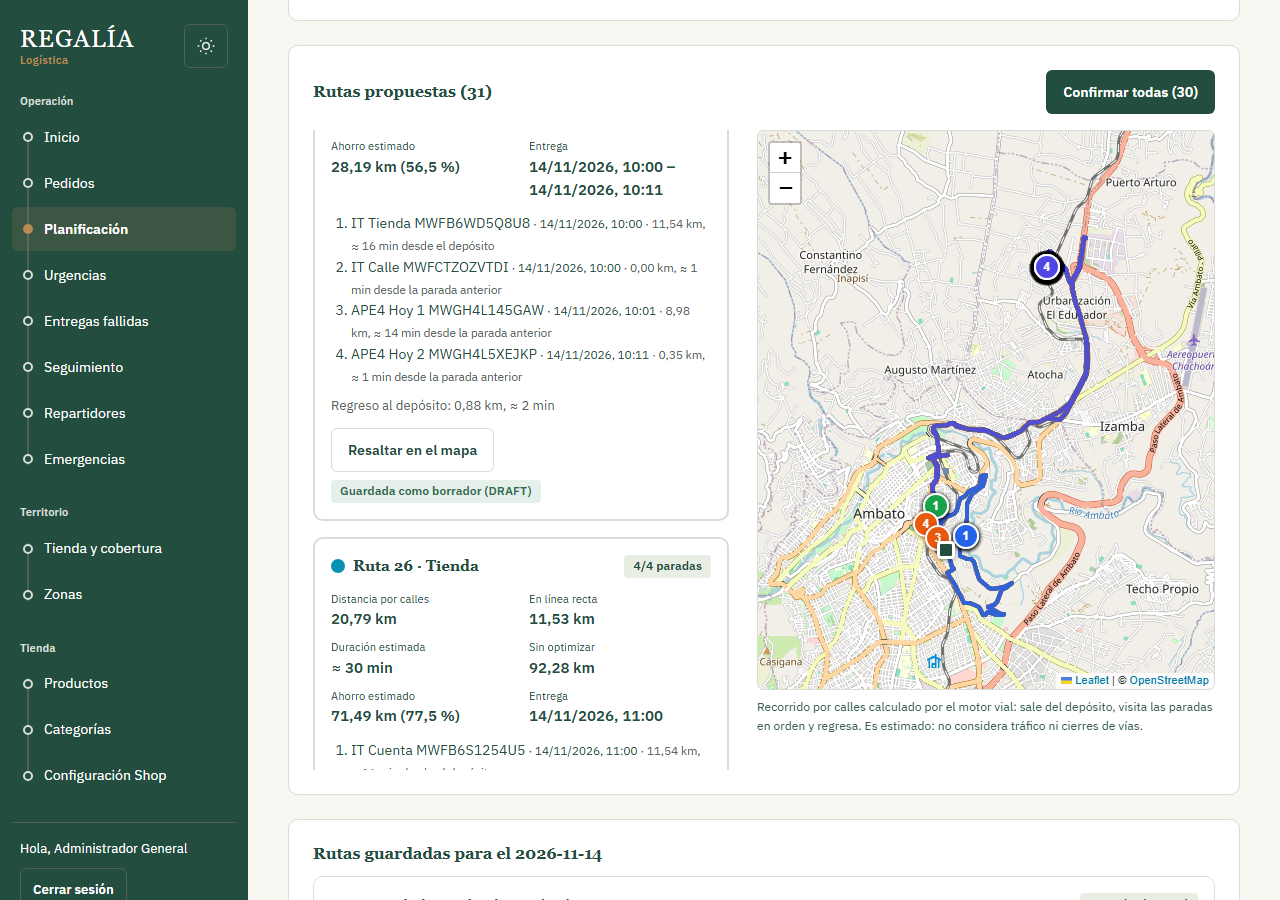 REGALÍA
Logística
Operación
Inicio
Pedidos
Planificación
Urgencias
Entregas fallidas
Seguimiento
Repartidores
Emergencias
Territorio
Tienda y cobertura
Zonas
Tienda
Productos
Categorías
Configuración Shop
Hola, Administrador General
Cerrar sesión
Rutas propuestas (31)
Confirmar todas (30)
Ahorro estimado
28,19 km (56,5 %)
Entrega
14/11/2026, 10:00 –
14/11/2026, 10:11
1. IT Tienda MWFB6WD5Q8U8 · 14/11/2026, 10:00 · 11,54 km,
≈ 16 min desde el depósito
2. IT Calle MWFCTZOZVTDI · 14/11/2026, 10:00 · 0,00 km, ≈ 1
min desde la parada anterior
3. APE4 Hoy 1 MWGH4L145GAW · 14/11/2026, 10:01 · 8,98
km, ≈ 14 min desde la parada anterior
4. APE4 Hoy 2 MWGH4L5XEJKP · 14/11/2026, 10:11 · 0,35 km,
≈ 1 min desde la parada anterior
Regreso al depósito: 0,88 km, ≈ 2 min
Resaltar en el mapa
Guardada como borrador (DRAFT)
Ruta 26 · Tienda
4/4 paradas
Distancia por calles
20,79 km
En línea recta
11,53 km
Duración estimada
≈ 30 min
Sin optimizar
92,28 km
Ahorro estimado
71,49 km (77,5 %)
Entrega
14/11/2026, 11:00
1. IT Cuenta MWFB6S1254U5 · 14/11/2026, 11:00 · 11,54 km,
+
−
Puerto Arturo
Vía Ambato - Píllaro
Constantino
Fernández
Inapisí
4
Urbanización
El Educador
Aeropuer
Chachoa
Augusto Martínez
Atocha
Paso Lateral de Ambato
Izamba
Ambato
1
4
3
1
Río Ambato
Paso Lateral de Ambato
Techo Propio
Casigana
Leaflet | © OpenStreetMap
Recorrido por calles calculado por el motor vial: sale del depósito, visita las paradas
en orden y regresa. Es estimado: no considera tráfico ni cierres de vías.
Rutas guardadas para el 2026-11-14